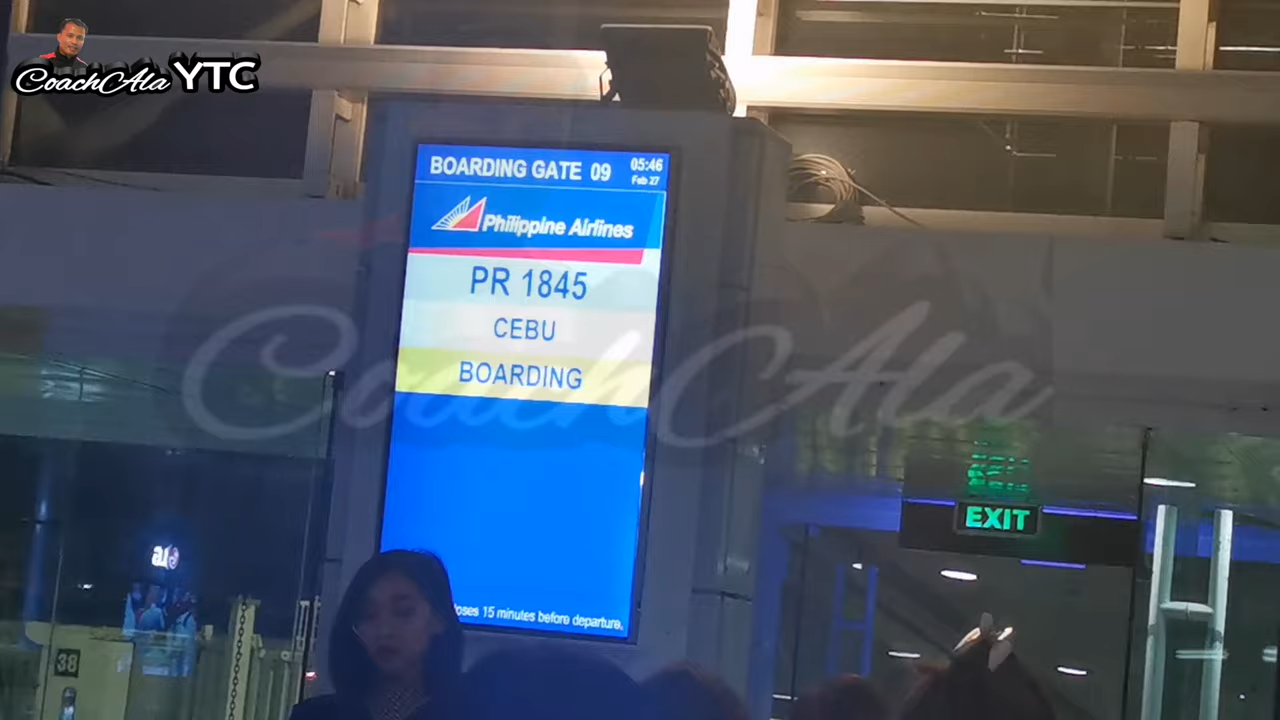 CoachAla YTC
BOARDING GATE 09 05:46
Feb 27
Philippine Airlines
PR 1845
CEBU
BOARDING
CoachAla
EXIT
38
15 minutes before departure.